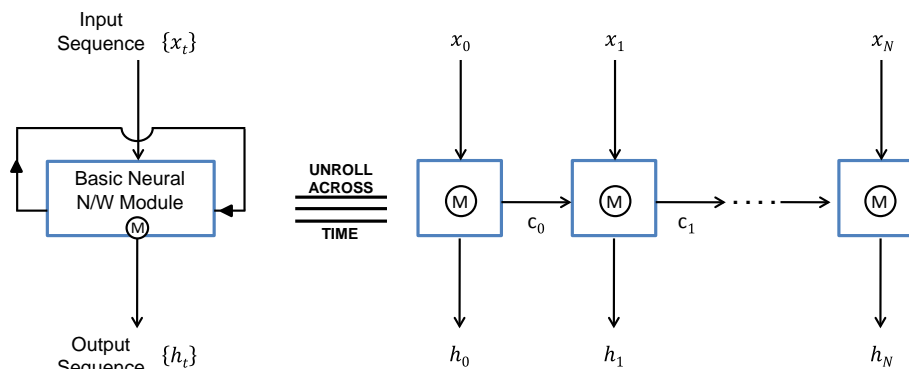 Input
Sequence {x_t}
Basic Neural
N/W Module
M
Output
Sequence {h_t}
UNROLL
ACROSS
TIME
x_0 x_1 x_N
M M M
c_0 c_1 . . . .
h_0 h_1 h_N